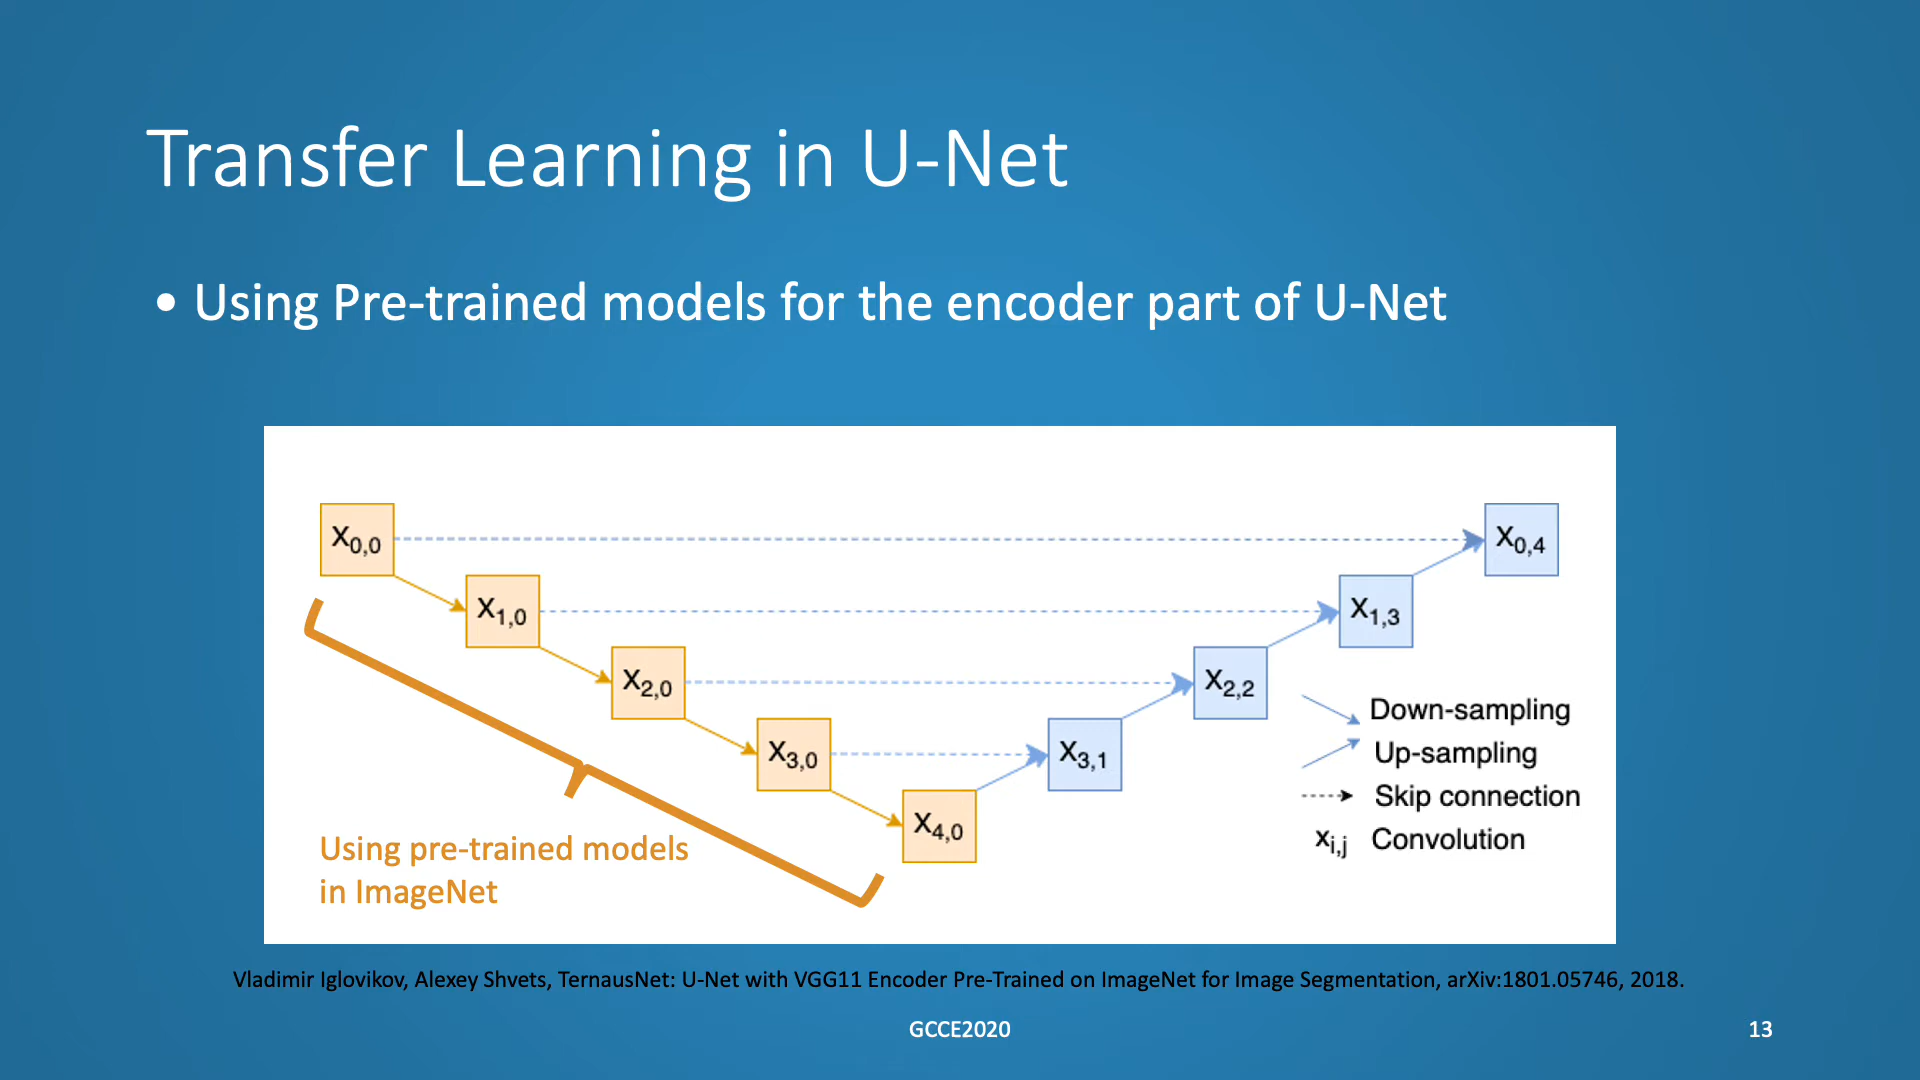 Transfer Learning in U-Net
• Using Pre-trained models for the encoder part of U-Net
X0,0
X0,4
X1,0
X1,3
X2,0
X2,2
X3,0
X3,1
X4,0
Down-sampling
Up-sampling
Skip connection
Xi,j Convolution
Using pre-trained models
in ImageNet
Vladimir Iglovikov, Alexey Shvets, TernausNet: U-Net with VGG11 Encoder Pre-Trained on ImageNet for Image Segmentation, arXiv:1801.05746, 2018.
GCCE2020
13